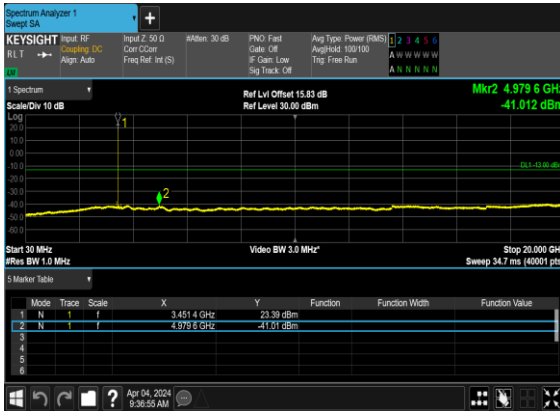 Spectrum Analyzer 1
Swept SA
+
KEYSIGHT
RLT
Input: RF
Coupling: DC
Align: Auto
Input Z: 50 Ω
Corr CCorr
Freq Ref: Int (S)
#Atten: 30 dB
PNO: Fast
Gate: Off
IF Gain: Low
Sig Track: Off
Avg Type: Power (RMS)
Avg|Hold: 100/100
Trig: Free Run
1 2 3 4 5 6
A W W W W W
A N N N N N
1 Spectrum
Scale/Div 10 dB
Ref Lvl Offset 15.83 dB
Ref Level 30.00 dBm
Mkr2 4.979 6 GHz
-41.012 dBm
Log
20.0
10.0
0.00
-10.0
-20.0
-30.0
-40.0
-50.0
-60.0
1
2
DL1 -13.00 dBm
Start 30 MHz
#Res BW 1.0 MHz
Video BW 3.0 MHz*
Stop 20.000 GHz
Sweep 34.7 ms (40001 pts)
5 Marker Table
Mode Trace Scale X Y Function Function Width Function Value
1 N 1 f 3.451 4 GHz 23.39 dBm
2 N 1 f 4.979 6 GHz -41.01 dBm
3
4
5
6
?
Apr 04, 2024
9:36:55 AM